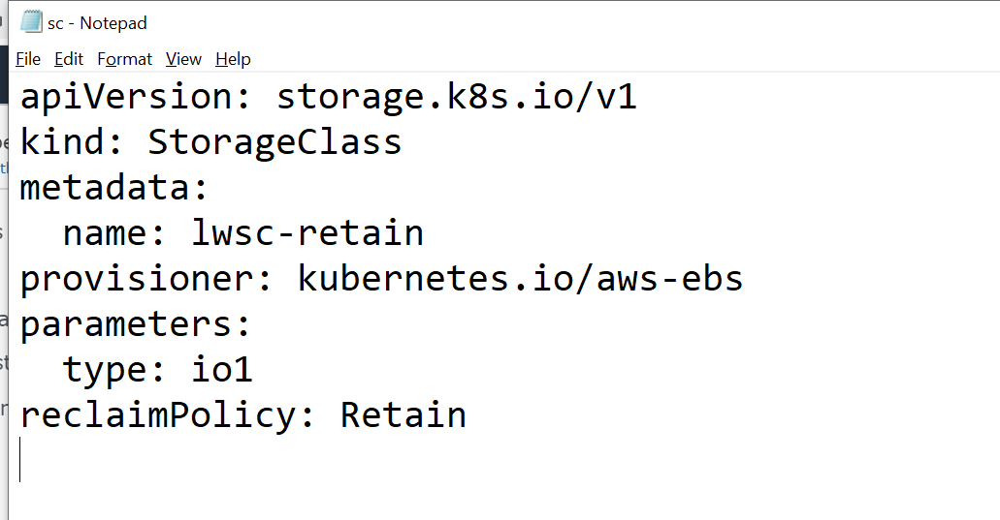 sc - Notepad
File Edit Format View Help
apiVersion: storage.k8s.io/v1
kind: StorageClass
metadata:
  name: lwsc-retain
provisioner: kubernetes.io/aws-ebs
parameters:
  type: io1
reclaimPolicy: Retain